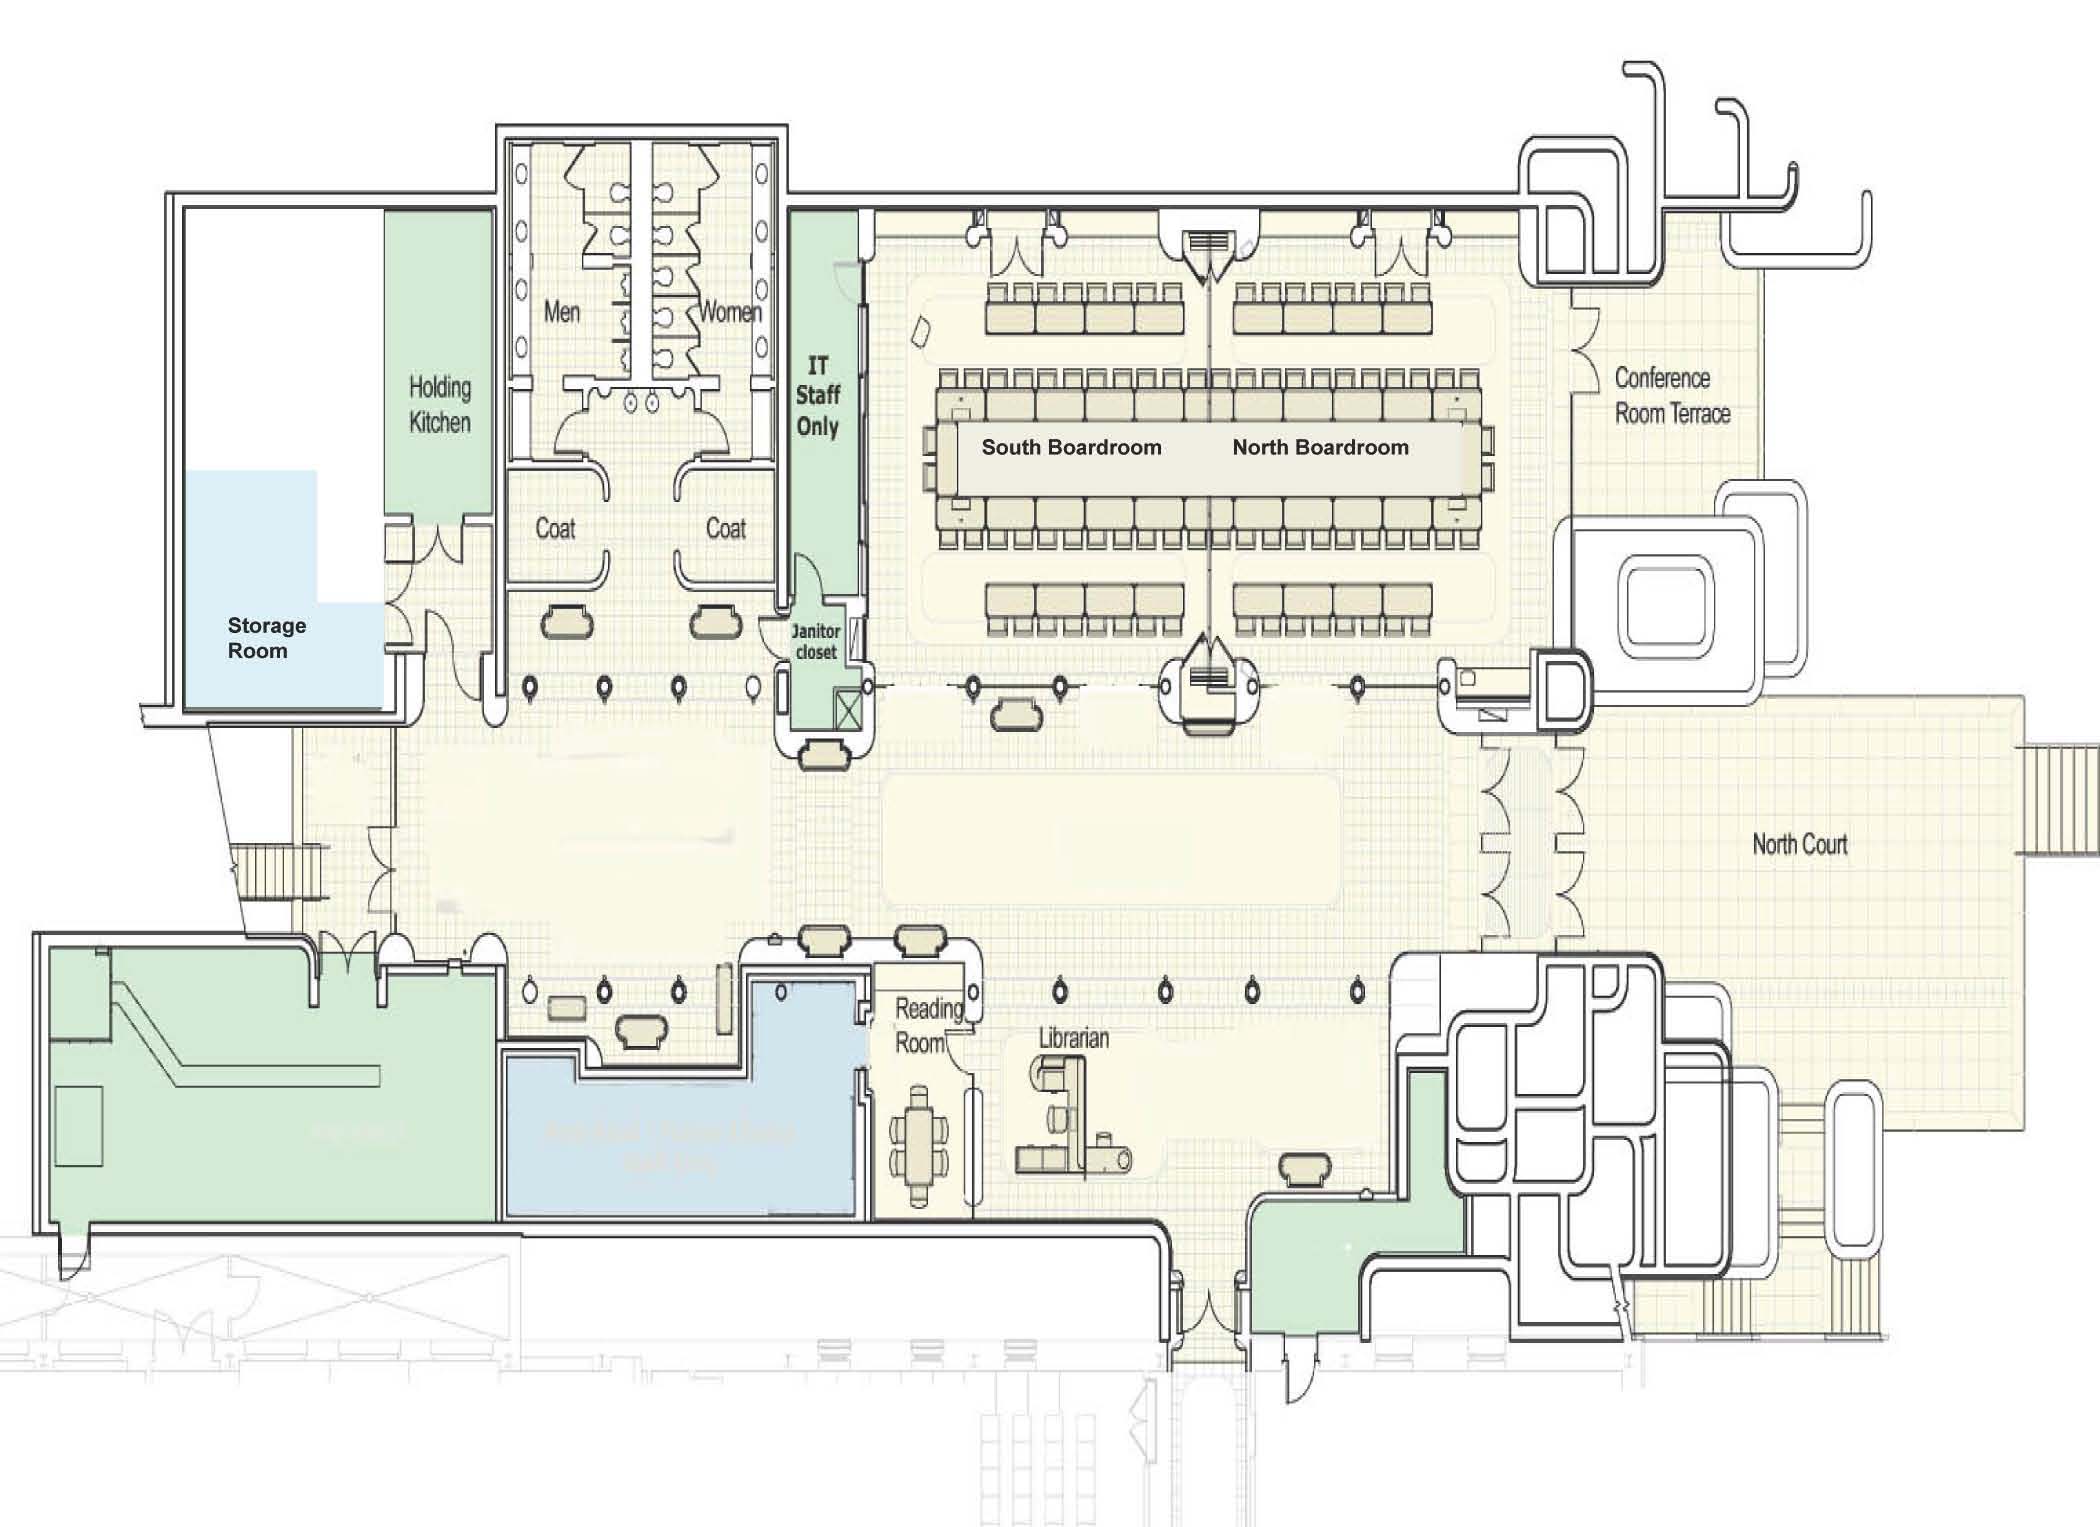 Men
Women
IT
Staff
Only
Holding
Kitchen
Conference
Room Terrace
South Boardroom
North Boardroom
Coat
Coat
Storage
Room
Janitor
closet
North Court
Reading
Room
Librarian